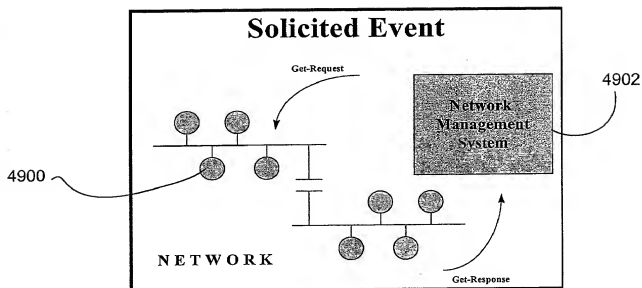 Solicited Event
Get-Request
4902
Network
Management
System
4900
NETWORK
Get-Response